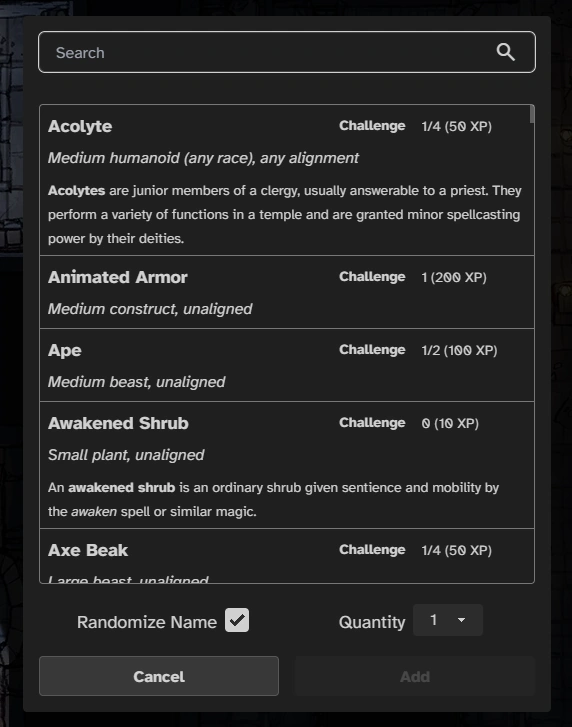 Search
Acolyte Challenge 1/4 (50 XP)
Medium humanoid (any race), any alignment
Acolytes are junior members of a clergy, usually answerable to a priest. They
perform a variety of functions in a temple and are granted minor spellcasting
power by their deities.
Animated Armor Challenge 1 (200 XP)
Medium construct, unaligned
Ape Challenge 1/2 (100 XP)
Medium beast, unaligned
Awakened Shrub Challenge 0 (10 XP)
Small plant, unaligned
An awakened shrub is an ordinary shrub given sentience and mobility by
the awaken spell or similar magic.
Axe Beak Challenge 1/4 (50 XP)
Large beast, unaligned
Randomize Name Quantity 1
Cancel Add